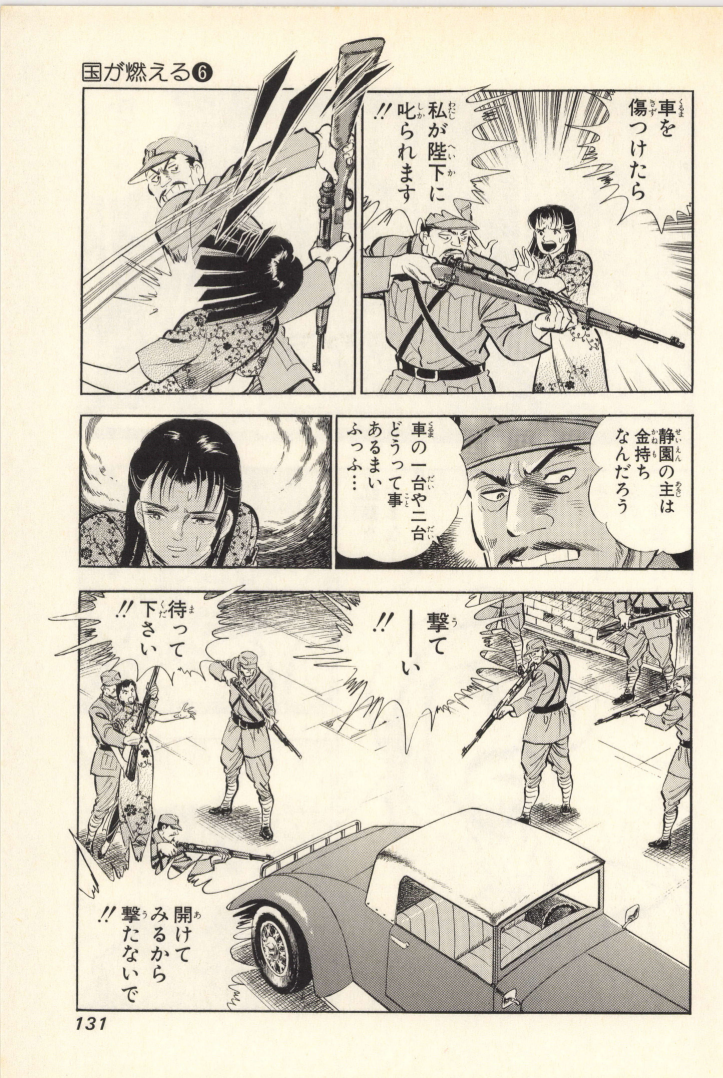 国が燃える❻
車を
傷つけたら
私が陛下に
叱られます
!!
静園の主は
金持ち
なんだろう
車の一台や二台
どうって事
あるまい
ふっふ…
撃て
――い
!!
待って
下さい
!!
開けて
みるから
撃たないで
!!
131